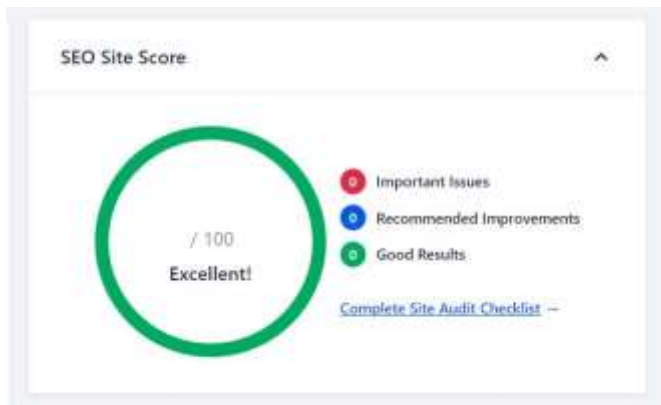 SEO Site Score
/ 100
Excellent!
0 Important Issues
0 Recommended Improvements
0 Good Results
Complete Site Audit Checklist →